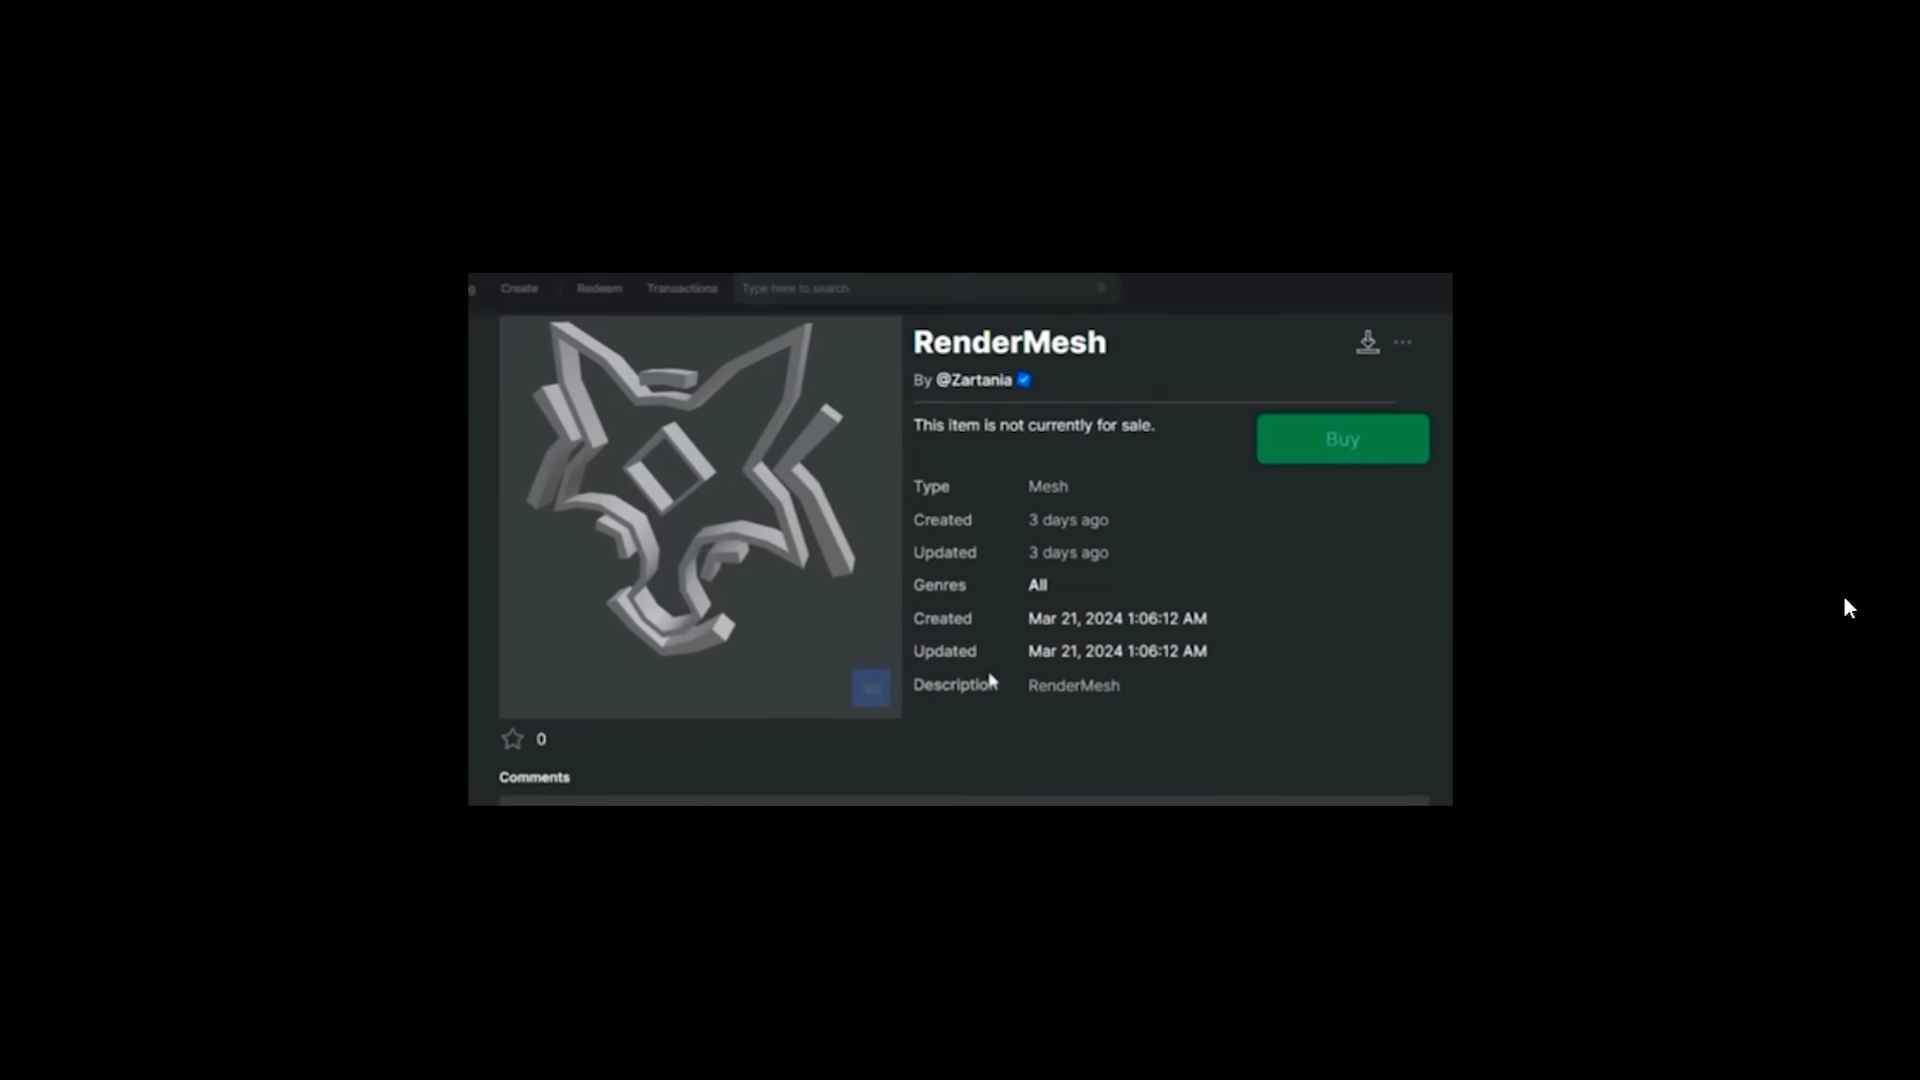 g Create Redeem Transactions Type here to search
RenderMesh
By @Zartania
This item is not currently for sale.
Buy
Type Mesh
Created 3 days ago
Updated 3 days ago
Genres All
Created Mar 21, 2024 1:06:12 AM
Updated Mar 21, 2024 1:06:12 AM
Description RenderMesh
0
Comments